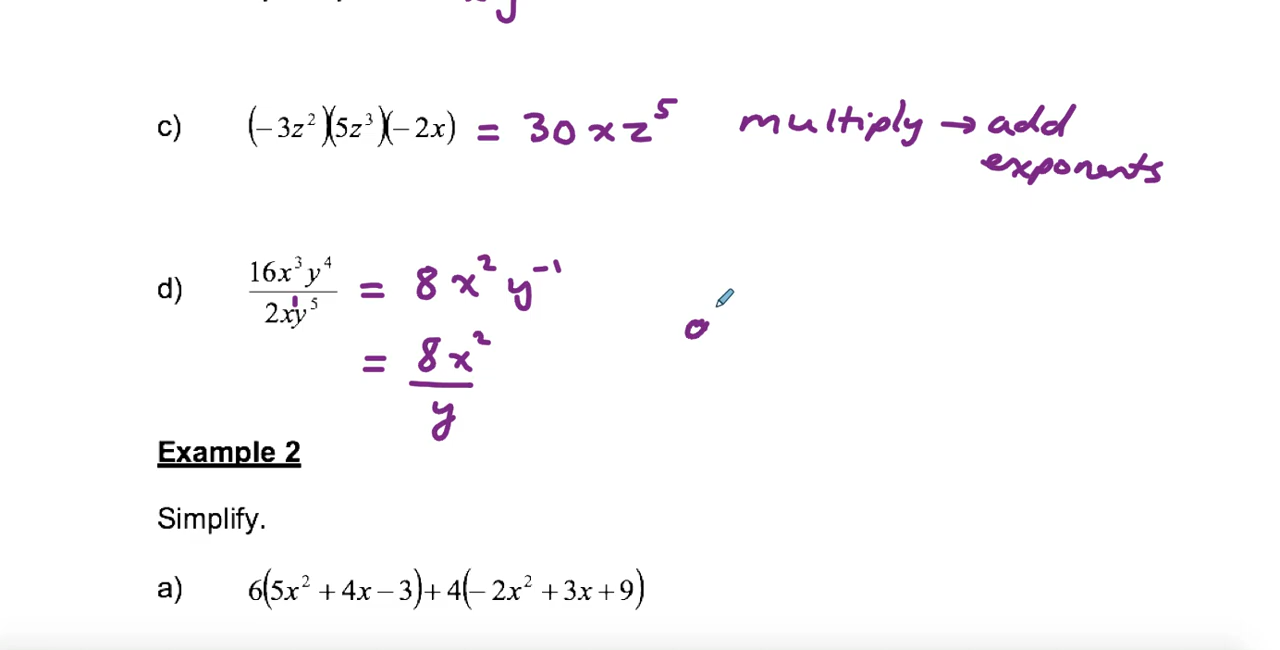 c) (−3z²)(5z³)(−2x) = 30xz⁵ multiply → add
exponents
d) 16x³y⁴ / 2x¹y⁵ = 8x²y⁻¹
= 8x² / y
Example 2
Simplify.
a) 6(5x² + 4x − 3) + 4(−2x² + 3x + 9)